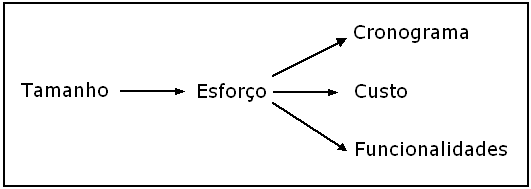 Cronograma
Tamanho Esforço Custo
Funcionalidades